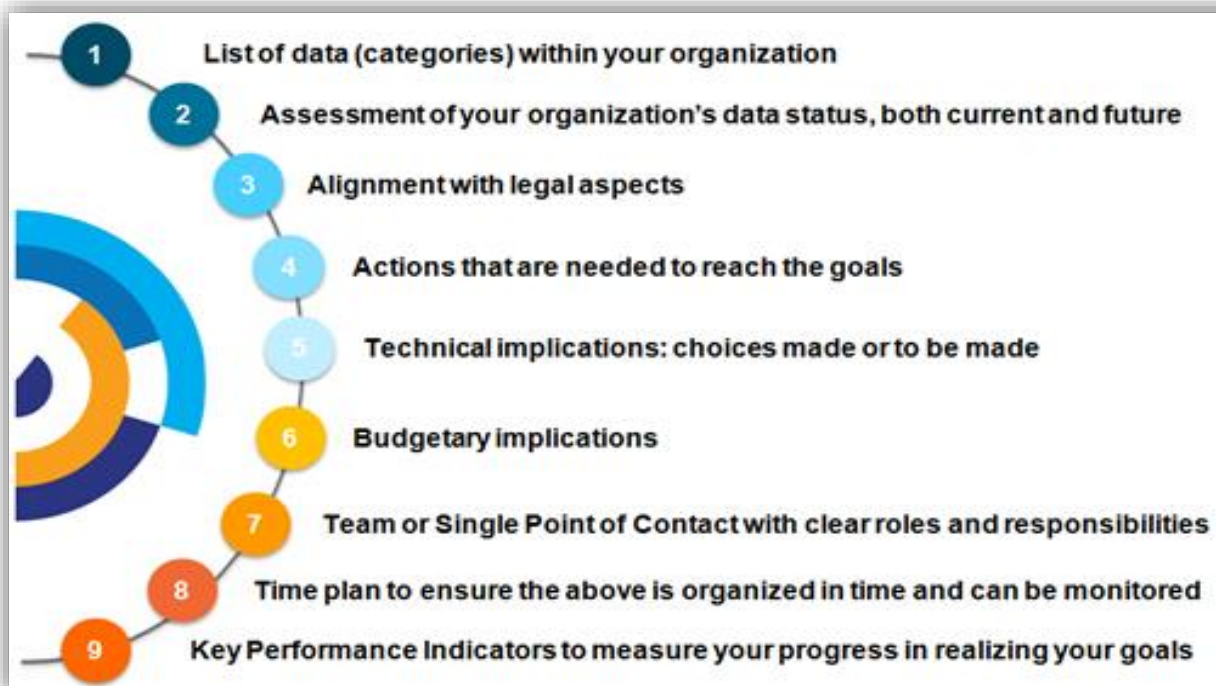 1 List of data (categories) within your organization
2 Assessment of your organization's data status, both current and future
3 Alignment with legal aspects
4 Actions that are needed to reach the goals
5 Technical implications: choices made or to be made
6 Budgetary implications
7 Team or Single Point of Contact with clear roles and responsibilities
8 Time plan to ensure the above is organized in time and can be monitored
9 Key Performance Indicators to measure your progress in realizing your goals